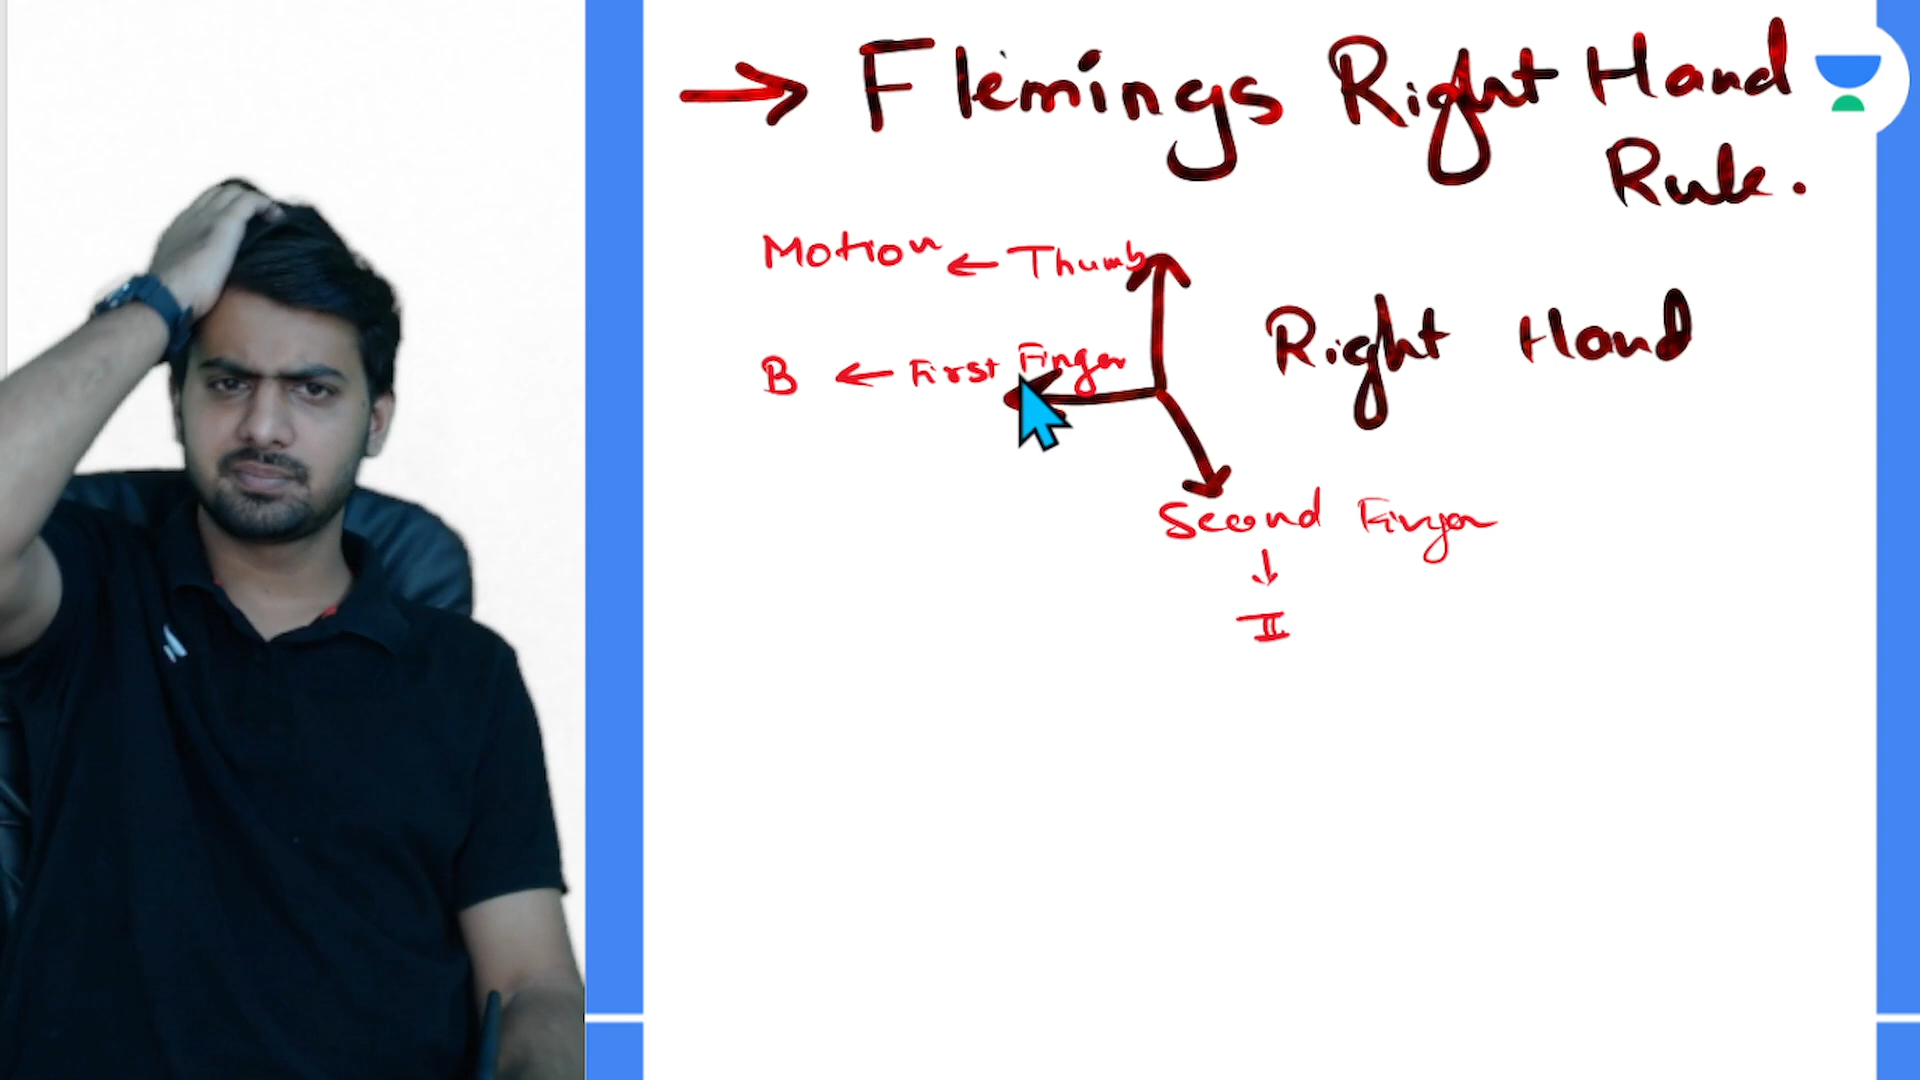 → Flemings Right Hand
Rule.
Motion ← Thumb
B ← First Finger
Right Hand
Second Finger
↓
I